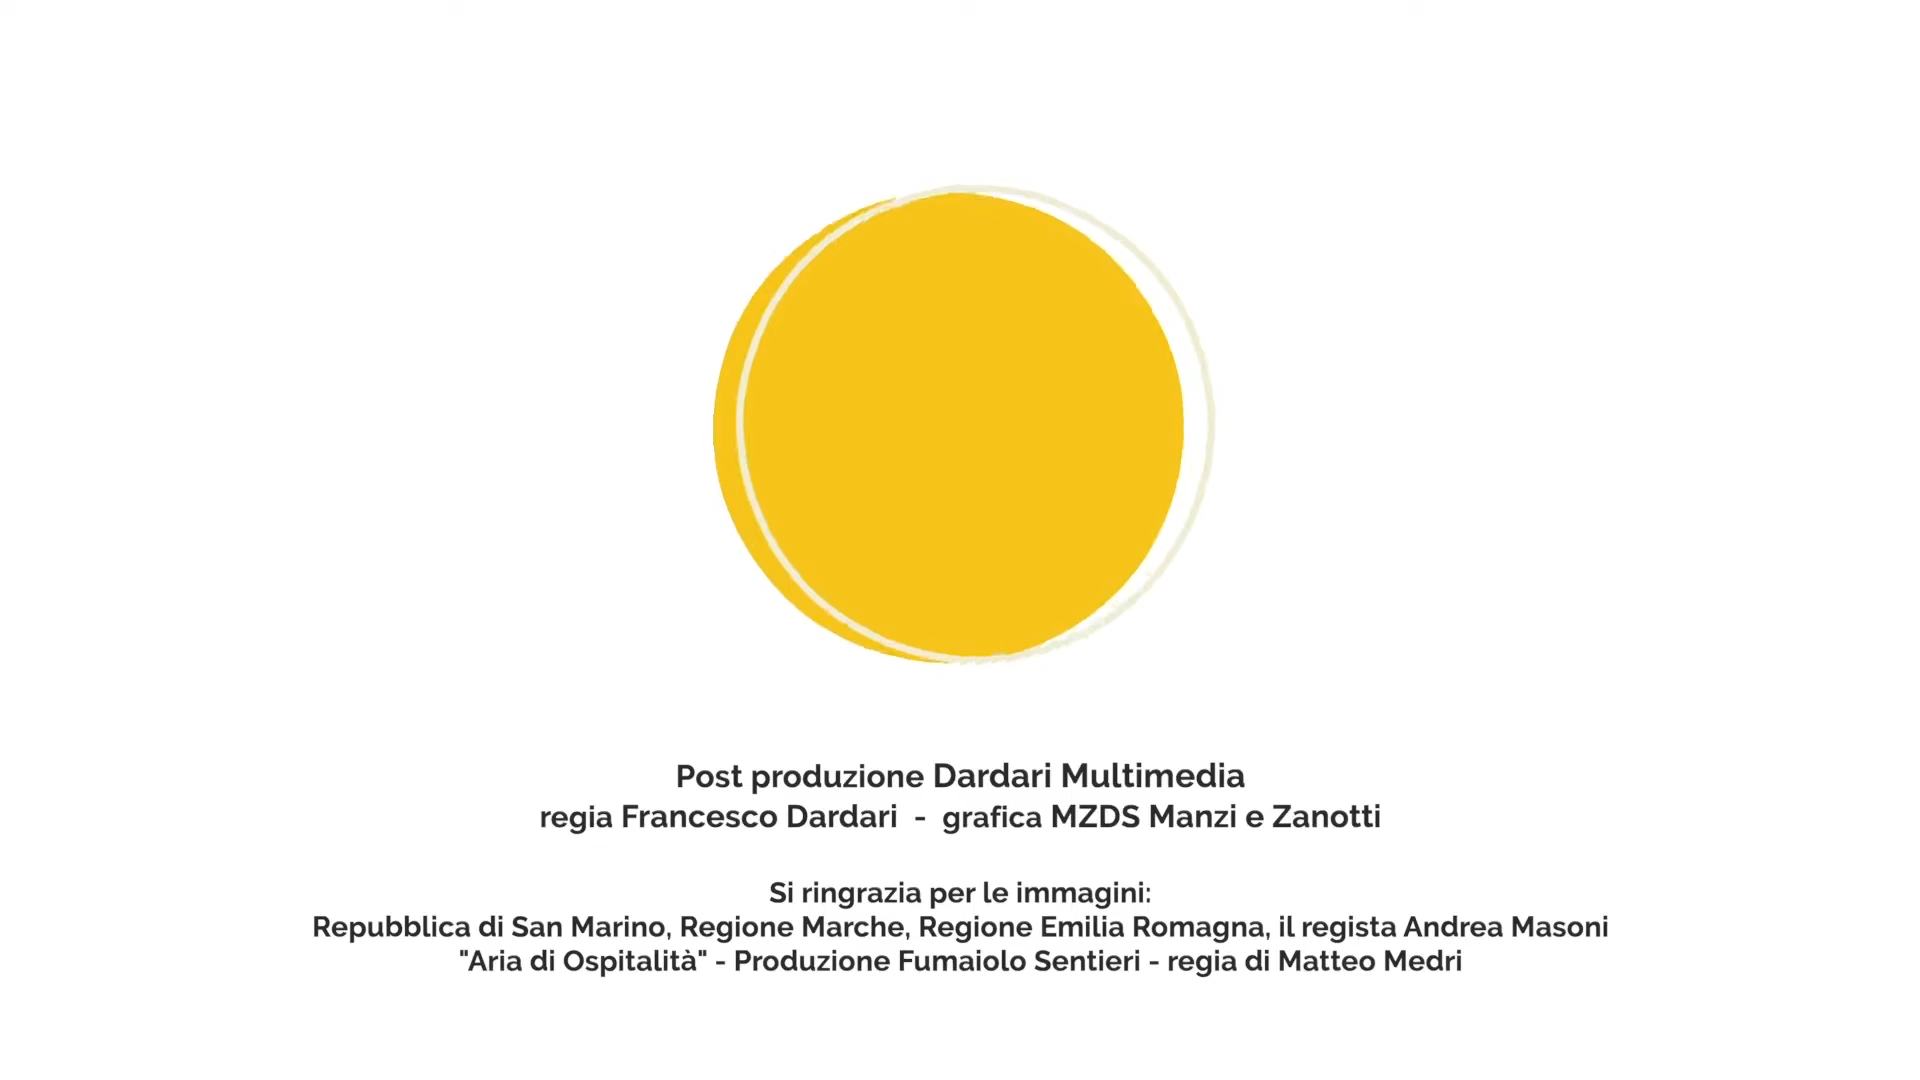 Post produzione Dardari Multimedia
regia Francesco Dardari - grafica MZDS Manzi e Zanotti
Si ringrazia per le immagini:
Repubblica di San Marino, Regione Marche, Regione Emilia Romagna, il regista Andrea Masoni
"Aria di Ospitalità" - Produzione Fumaiolo Sentieri - regia di Matteo Medri